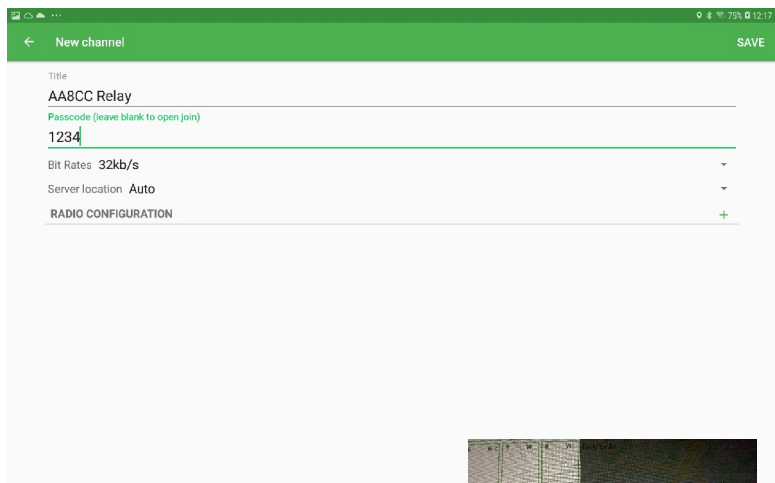 75% 12:17
New channel
SAVE
Title
AA8CC Relay
Passcode (leave blank to open join)
1234
Bit Rates 32kb/s
Server location Auto
RADIO CONFIGURATION